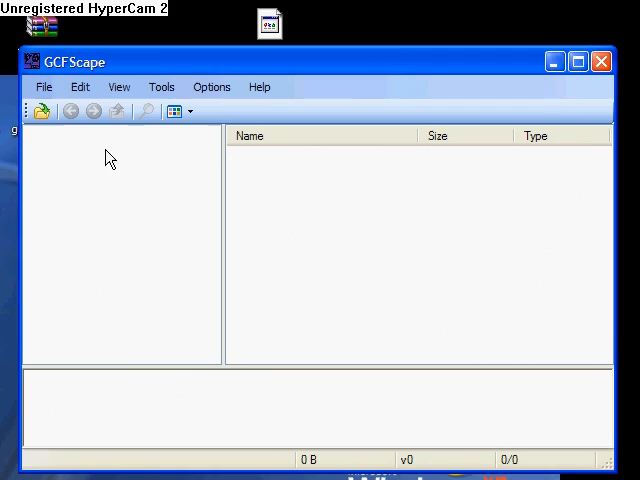 Unregistered HyperCam 2
GCFScape
File Edit View Tools Options Help
g
Name Size Type
0 B v0 0/0